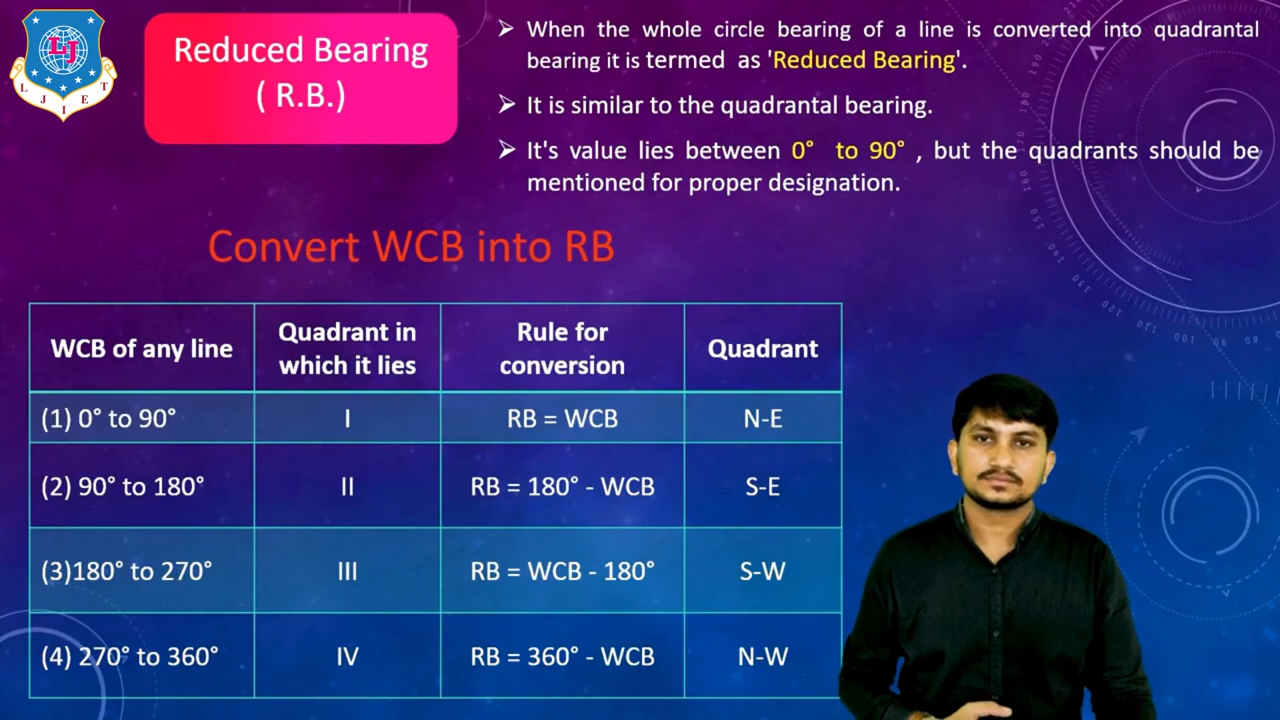 LJ
L J I E T
Reduced Bearing
( R.B.)
➢ When the whole circle bearing of a line is converted into quadrantal
bearing it is termed as 'Reduced Bearing'.
➢ It is similar to the quadrantal bearing.
➢ It's value lies between 0° to 90° , but the quadrants should be
mentioned for proper designation.
Convert WCB into RB
WCB of any line
Quadrant in
which it lies
Rule for
conversion
Quadrant
(1) 0° to 90°
I
RB = WCB
N-E
(2) 90° to 180°
II
RB = 180° - WCB
S-E
(3)180° to 270°
III
RB = WCB - 180°
S-W
(4) 270° to 360°
IV
RB = 360° - WCB
N-W